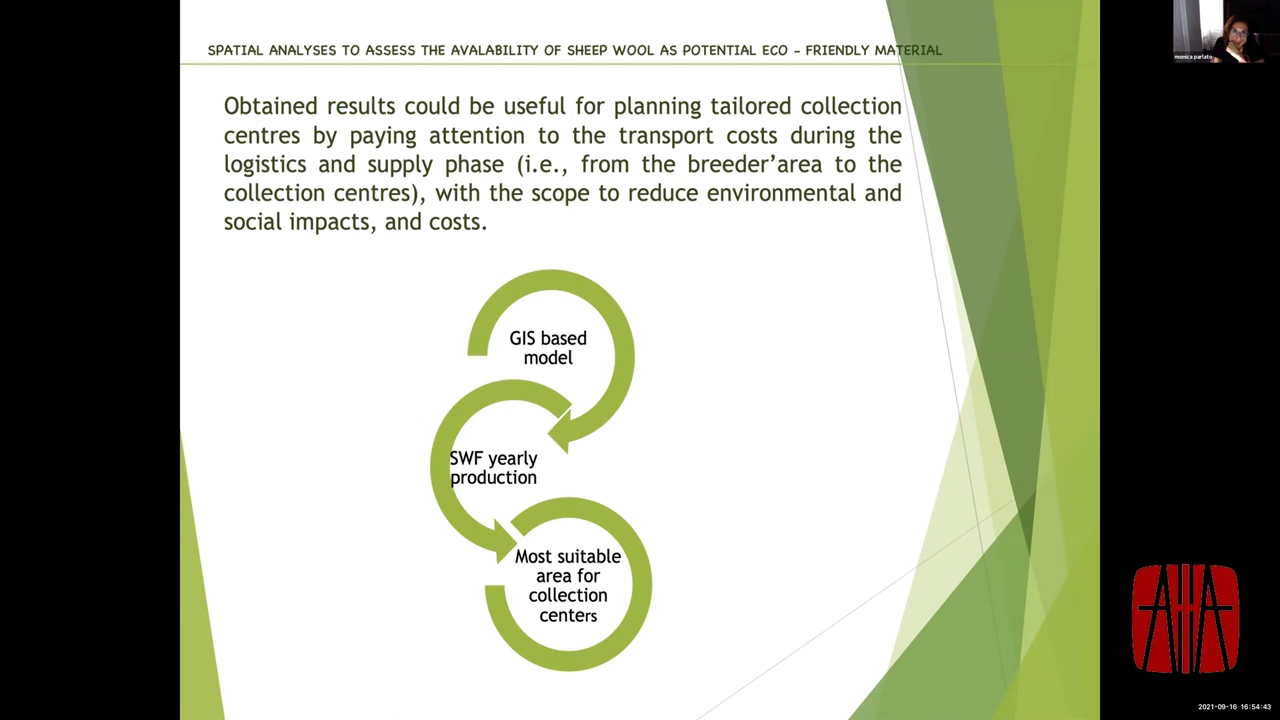 SPATIAL ANALYSES TO ASSESS THE AVALABILITY OF SHEEP WOOL AS POTENTIAL ECO – FRIENDLY MATERIAL
monica parlato
Obtained results could be useful for planning tailored collection
centres by paying attention to the transport costs during the
logistics and supply phase (i.e., from the breeder'area to the
collection centres), with the scope to reduce environmental and
social impacts, and costs.
GIS based
model
SWF yearly
production
Most suitable
area for
collection
centers
AHA
2021-09-16 16:54:43